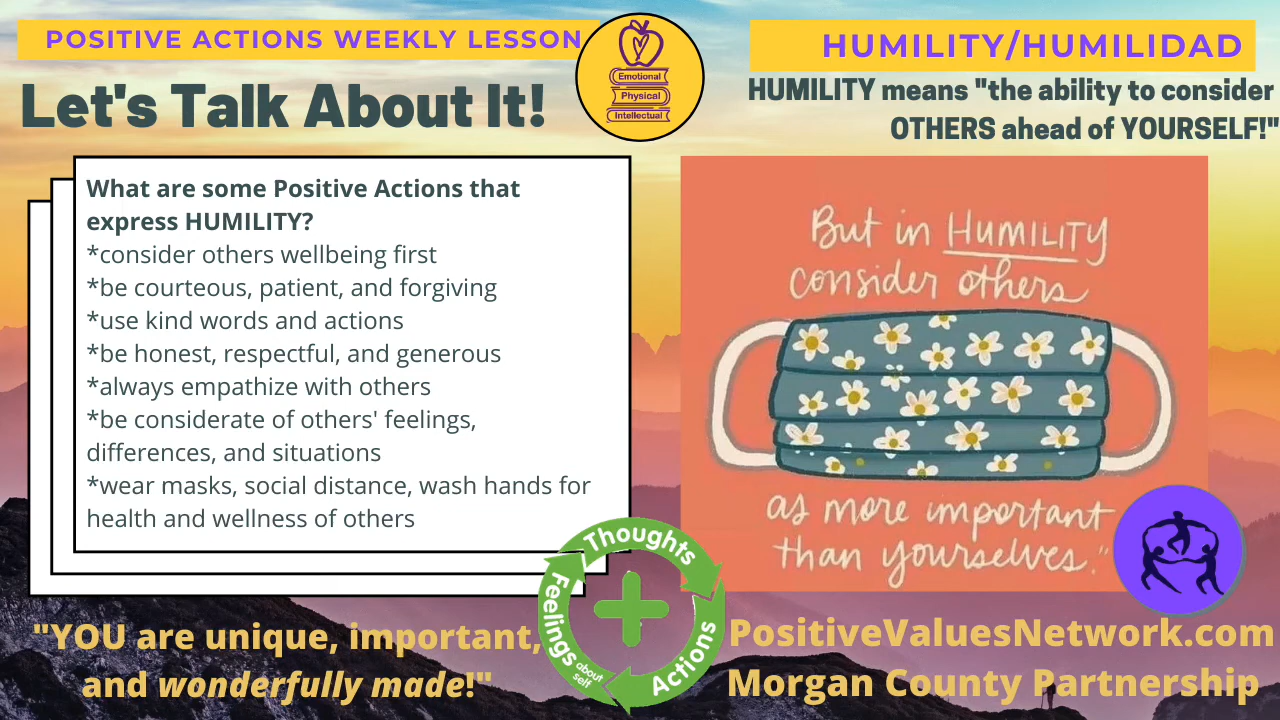 POSITIVE ACTIONS WEEKLY LESSON
Let's Talk About It!
Emotional
Physical
Intellectual
HUMILITY/HUMILIDAD
HUMILITY means "the ability to consider
OTHERS ahead of YOURSELF!"
What are some Positive Actions that
express HUMILITY?
*consider others wellbeing first
*be courteous, patient, and forgiving
*use kind words and actions
*be honest, respectful, and generous
*always empathize with others
*be considerate of others' feelings,
differences, and situations
*wear masks, social distance, wash hands for
health and wellness of others
But in HUMILITY
consider others
as more important
than yourselves."
Thoughts
Actions
Feelings
about
self
"YOU are unique, important,
and wonderfully made!"
PositiveValuesNetwork.com
Morgan County Partnership